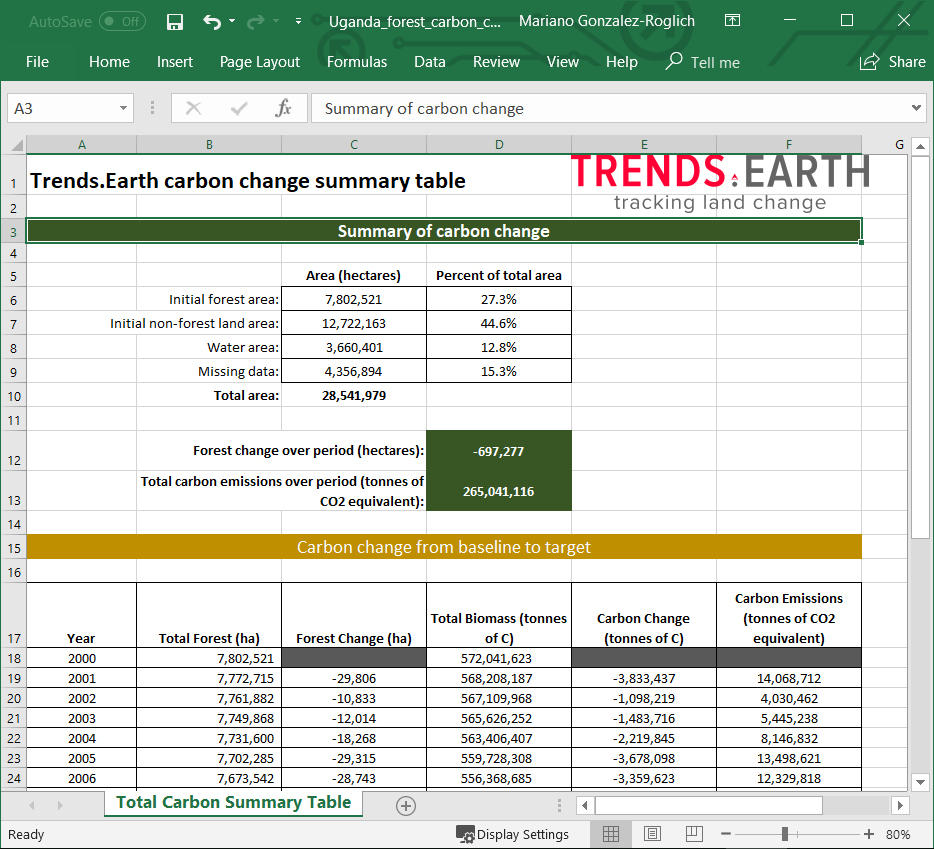 AutoSave Off Uganda_forest_carbon_c... Mariano Gonzalez-Roglich
File Home Insert Page Layout Formulas Data Review View Help Tell me Share
A3 fx Summary of carbon change
A B C D E F G
1 Trends.Earth carbon change summary table TRENDS.EARTH
tracking land change
2
3 Summary of carbon change
4
5 Area (hectares) Percent of total area
6 Initial forest area: 7,802,521 27.3%
7 Initial non-forest land area: 12,722,163 44.6%
8 Water area: 3,660,401 12.8%
9 Missing data: 4,356,894 15.3%
10 Total area: 28,541,979
11
12 Forest change over period (hectares): -697,277
Total carbon emissions over period (tonnes of
13 CO2 equivalent): 265,041,116
14
15 Carbon change from baseline to target
16
17 Year Total Forest (ha) Forest Change (ha) Total Biomass (tonnes of C) Carbon Change (tonnes of C) Carbon Emissions (tonnes of CO2 equivalent)
18 2000 7,802,521 572,041,623
19 2001 7,772,715 -29,806 568,208,187 -3,833,437 14,068,712
20 2002 7,761,882 -10,833 567,109,968 -1,098,219 4,030,462
21 2003 7,749,868 -12,014 565,626,252 -1,483,716 5,445,238
22 2004 7,731,600 -18,268 563,406,407 -2,219,845 8,146,832
23 2005 7,702,285 -29,315 559,728,308 -3,678,098 13,498,621
24 2006 7,673,542 -28,743 556,368,685 -3,359,623 12,329,818
Total Carbon Summary Table
Ready Display Settings 80%